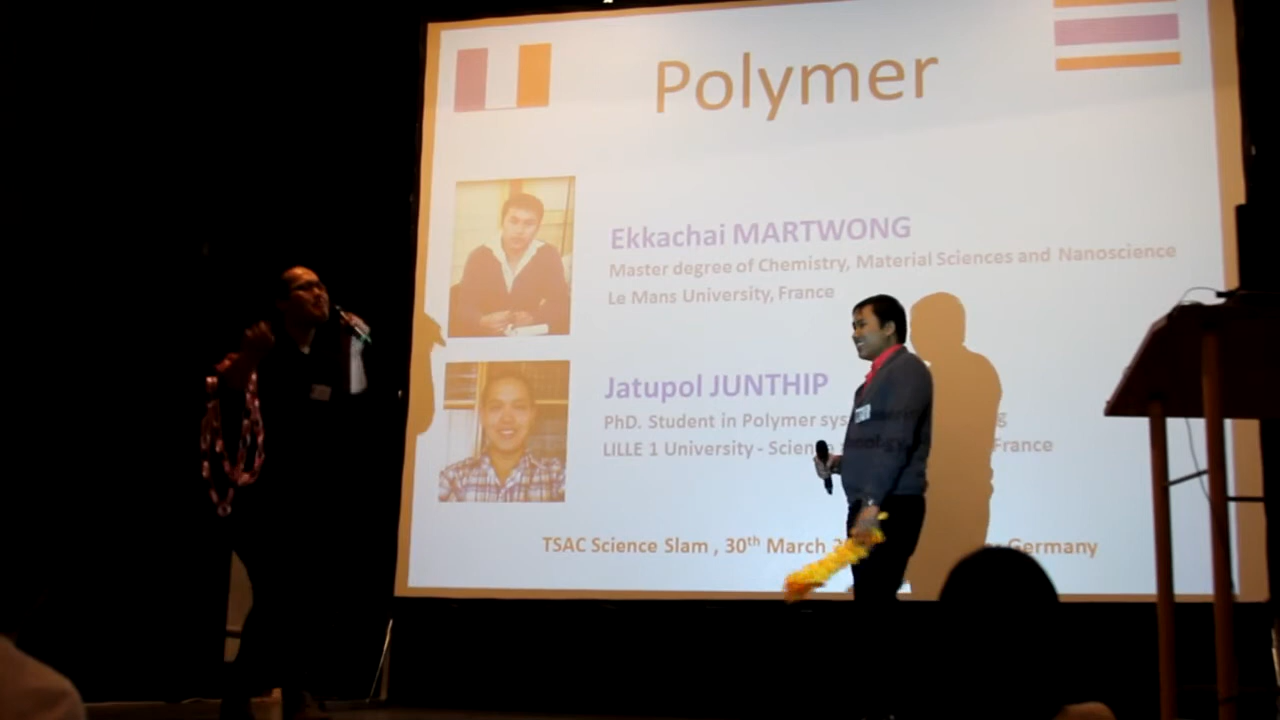 Polymer
Ekkachai MARTWONG
Master degree of Chemistry, Material Sciences and Nanoscience
Le Mans University, France
Jatupol JUNTHIP
PhD. Student in Polymer
LILLE 1 University - France
TSAC Science Slam , 30th March Germany